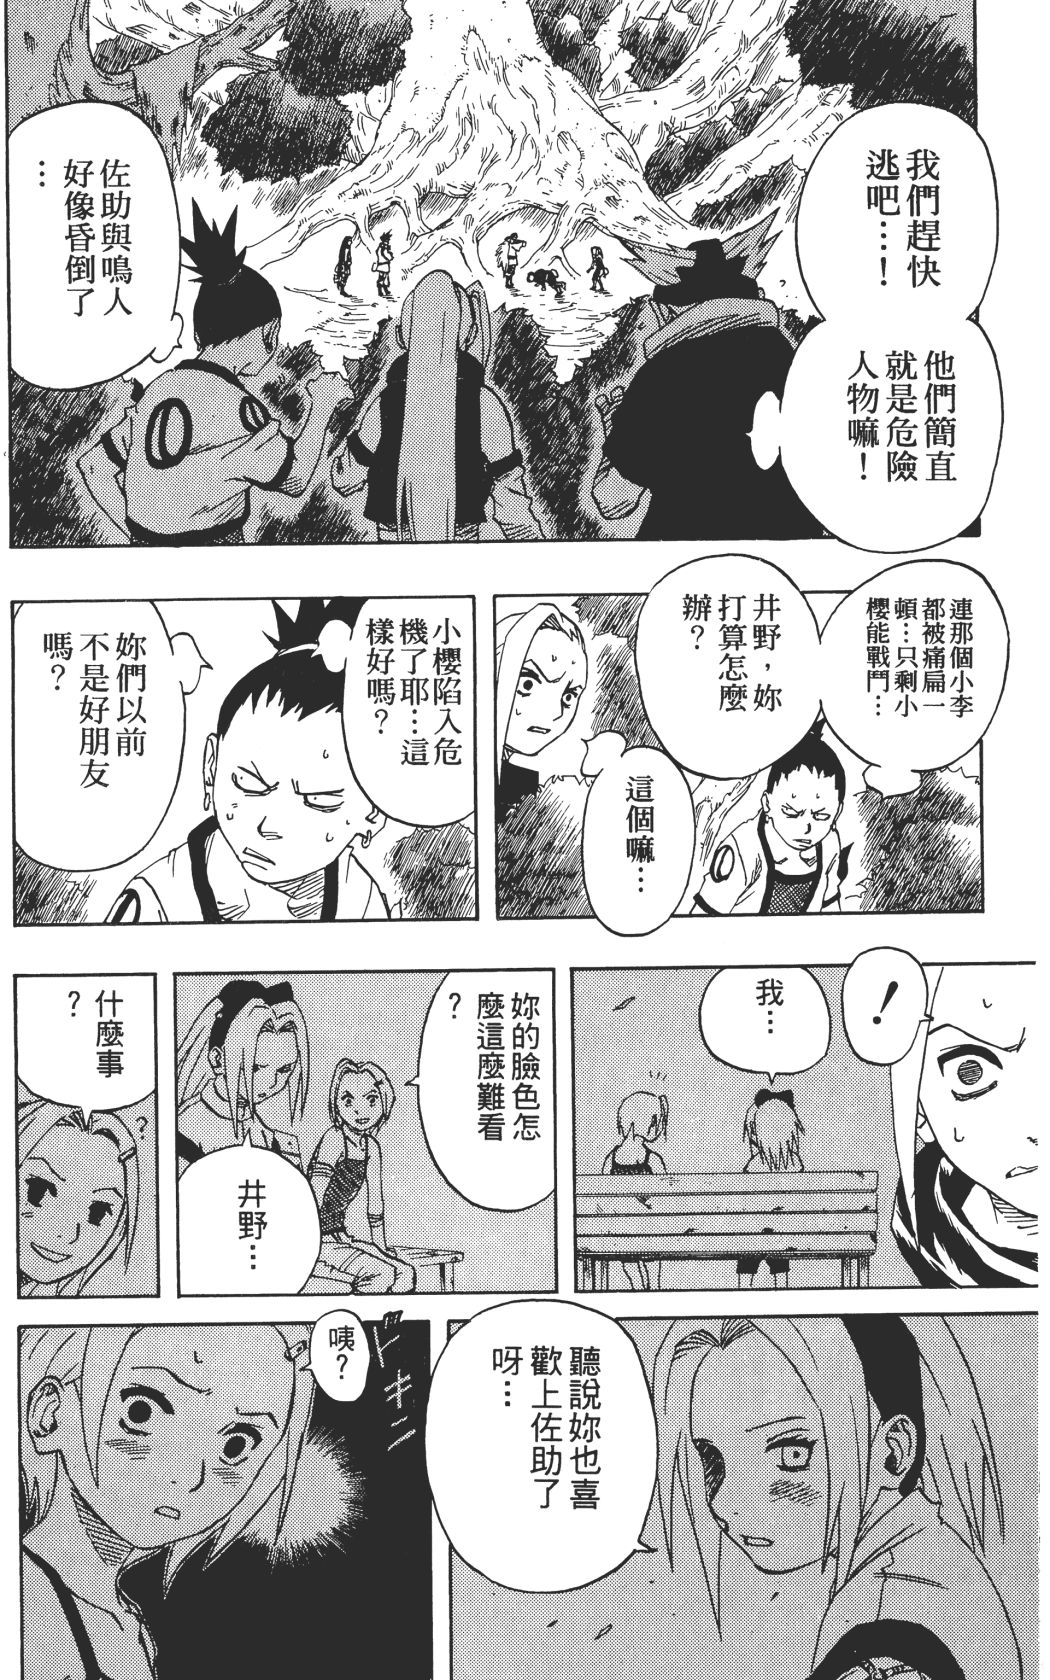 我們趕快
逃吧…！
他們簡直
就是危險
人物嘛！
佐助與鳴人
好像昏倒了
…
連那個小李
都被痛扁一
頓…只剩小
櫻能戰鬥…
井野，妳
打算怎麼
辦？
這個嘛…
小櫻陷入危
機了耶…這
樣好嗎？
妳們以前
不是好朋友
嗎？
！
我…
妳的臉色怎
麼這麼難看
？
井野…
什麼事
？
?
聽說妳也喜
歡上佐助了
呀…
咦？
ドキ